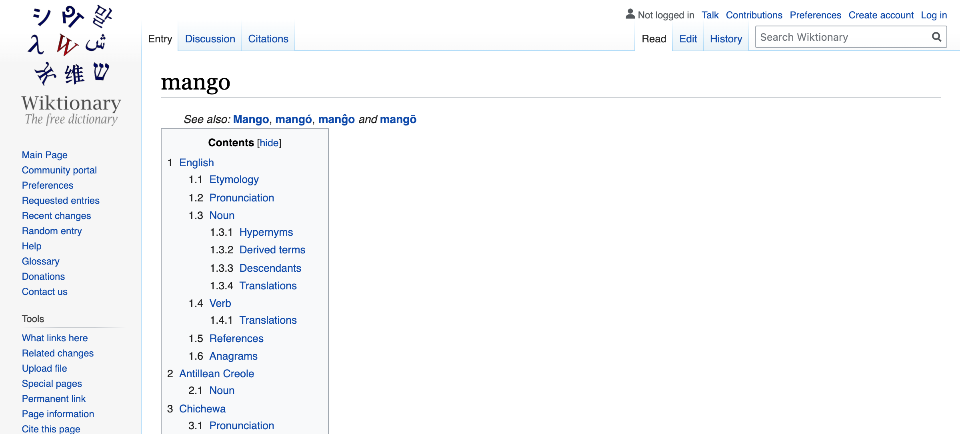 Not logged in Talk Contributions Preferences Create account Log in
Entry Discussion Citations Read Edit History Search Wiktionary
シ ア 말
λ W ش
维 ש
Wiktionary
The free dictionary
Main Page
Community portal
Preferences
Requested entries
Recent changes
Random entry
Help
Glossary
Donations
Contact us
Tools
What links here
Related changes
Upload file
Special pages
Permanent link
Page information
Cite this page
mango
See also: Mango, mangó, manĝo and mangō
Contents [hide]
1 English
1.1 Etymology
1.2 Pronunciation
1.3 Noun
1.3.1 Hypernyms
1.3.2 Derived terms
1.3.3 Descendants
1.3.4 Translations
1.4 Verb
1.4.1 Translations
1.5 References
1.6 Anagrams
2 Antillean Creole
2.1 Noun
3 Chichewa
3.1 Pronunciation